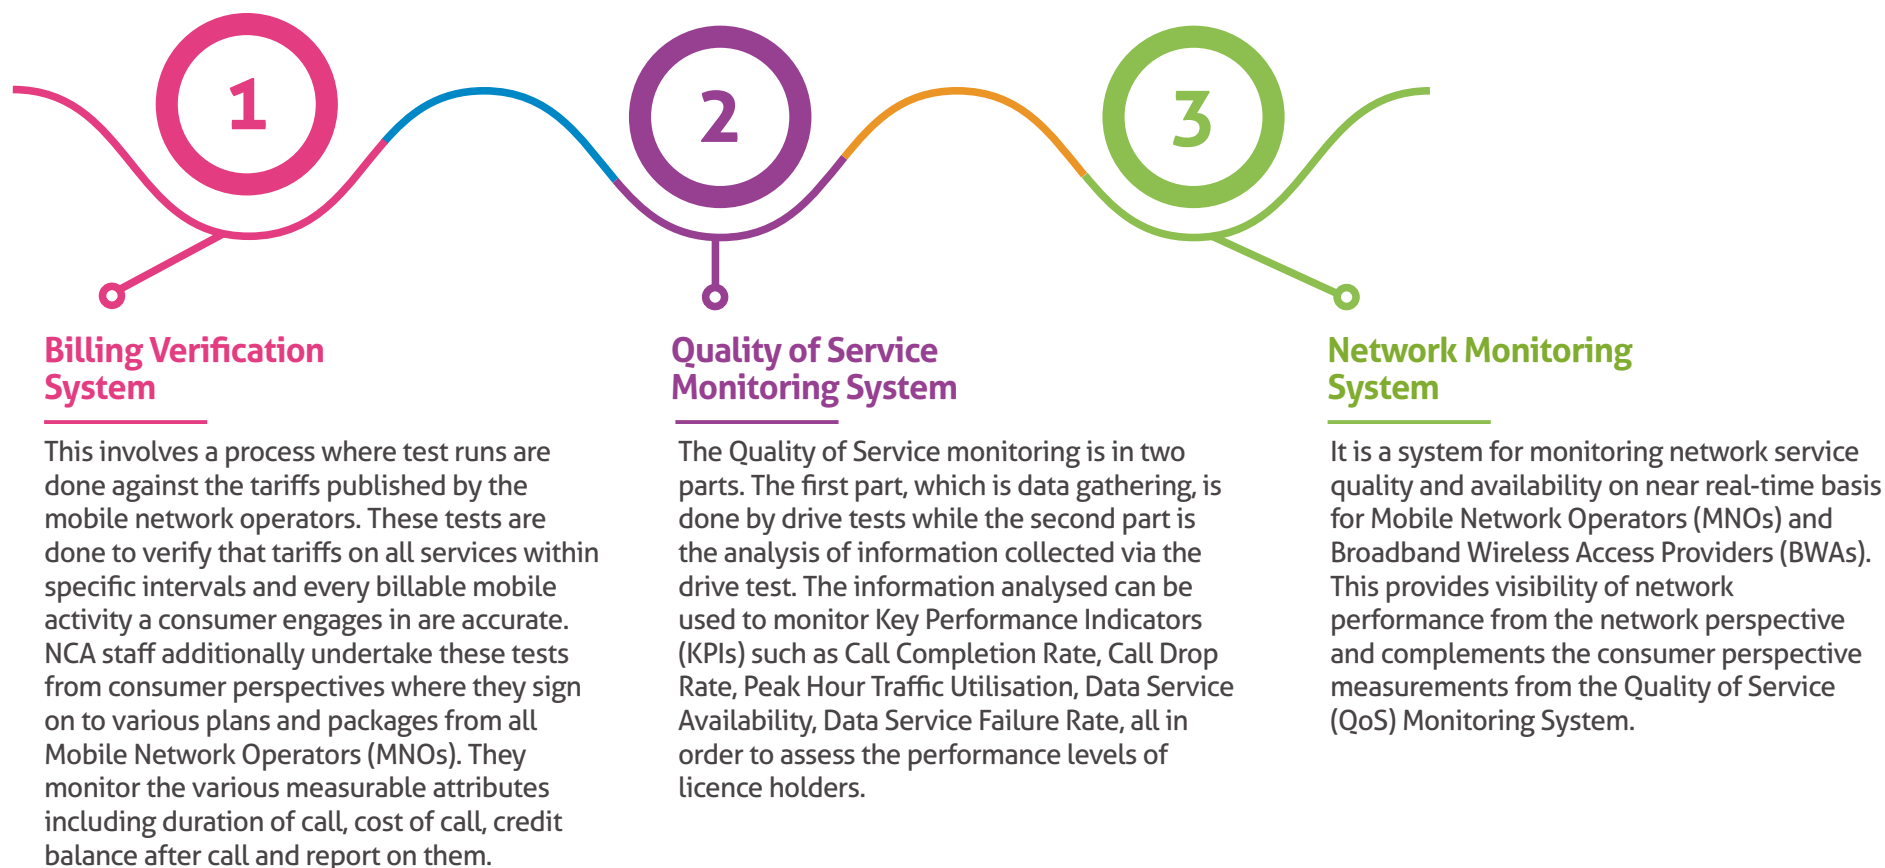 1
2
3
Billing Verification
System
This involves a process where test runs are
done against the tariffs published by the
mobile network operators. These tests are
done to verify that tariffs on all services within
specific intervals and every billable mobile
activity a consumer engages in are accurate.
NCA staff additionally undertake these tests
from consumer perspectives where they sign
on to various plans and packages from all
Mobile Network Operators (MNOs). They
monitor the various measurable attributes
including duration of call, cost of call, credit
balance after call and report on them.
Quality of Service
Monitoring System
The Quality of Service monitoring is in two
parts. The first part, which is data gathering, is
done by drive tests while the second part is
the analysis of information collected via the
drive test. The information analysed can be
used to monitor Key Performance Indicators
(KPIs) such as Call Completion Rate, Call Drop
Rate, Peak Hour Traffic Utilisation, Data Service
Availability, Data Service Failure Rate, all in
order to assess the performance levels of
licence holders.
Network Monitoring
System
It is a system for monitoring network service
quality and availability on near real-time basis
for Mobile Network Operators (MNOs) and
Broadband Wireless Access Providers (BWAs).
This provides visibility of network
performance from the network perspective
and complements the consumer perspective
measurements from the Quality of Service
(QoS) Monitoring System.